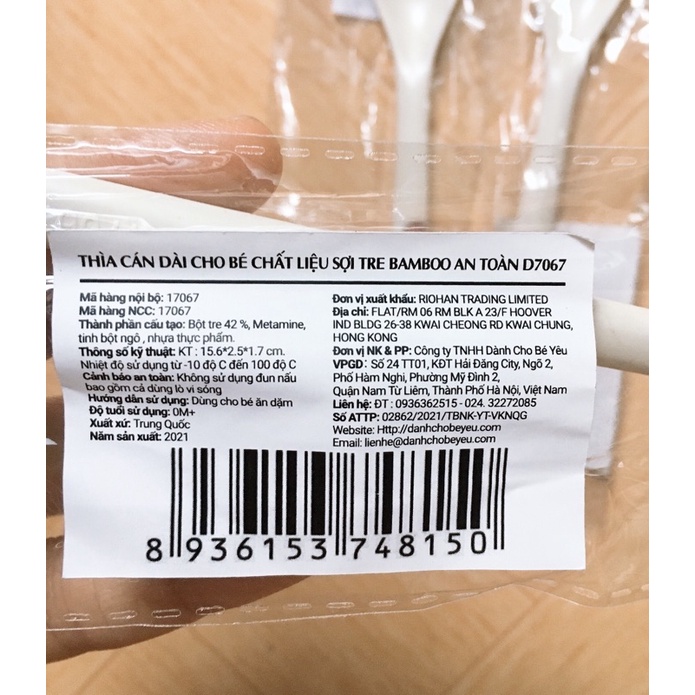 THÌA CÁN DÀI CHO BÉ CHẤT LIỆU SỢI TRE BAMBOO AN TOÀN D7067
Mã hàng nội bộ: 17067
Mã hàng NCC: 17067
Thành phần cấu tạo: Bột tre 42 %, Metamine,
tinh bột ngô , nhựa thực phẩm.
Thông số kỹ thuật: KT : 15.6*2.5*1.7 cm.
Nhiệt độ sử dụng từ -10 độ C đến 100 độ C
Cảnh báo an toàn: Không sử dụng đun nấu
bao gồm cả dùng lò vi sóng
Hướng dẫn sử dụng: Dùng cho bé ăn dặm
Độ tuổi sử dụng: 0M+
Xuất xứ: Trung Quốc
Năm sản xuất: 2021
Đơn vị xuất khẩu: RIOHAN TRADING LIMITED
Địa chỉ: FLAT/RM 06 RM BLK A 23/F HOOVER
IND BLDG 26-38 KWAI CHEONG RD KWAI CHUNG,
HONG KONG
Đơn vị NK & PP: Công ty TNHH Dành Cho Bé Yêu
VPGD: Số 24 TT01, KĐT Hải Đăng City, Ngõ 2,
Phố Hàm Nghi, Phường Mỹ Đình 2,
Quận Nam Từ Liêm, Thành Phố Hà Nội, Việt Nam
Liên hệ: ĐT : 0936362515 - 024. 32272085
Số ATTP: 02862/2021/TBNK-YT-VKNQG
Website: Http://danhchobeyeu.com
Email: lienhe@danhchobeyeu.com
8 936153 748150